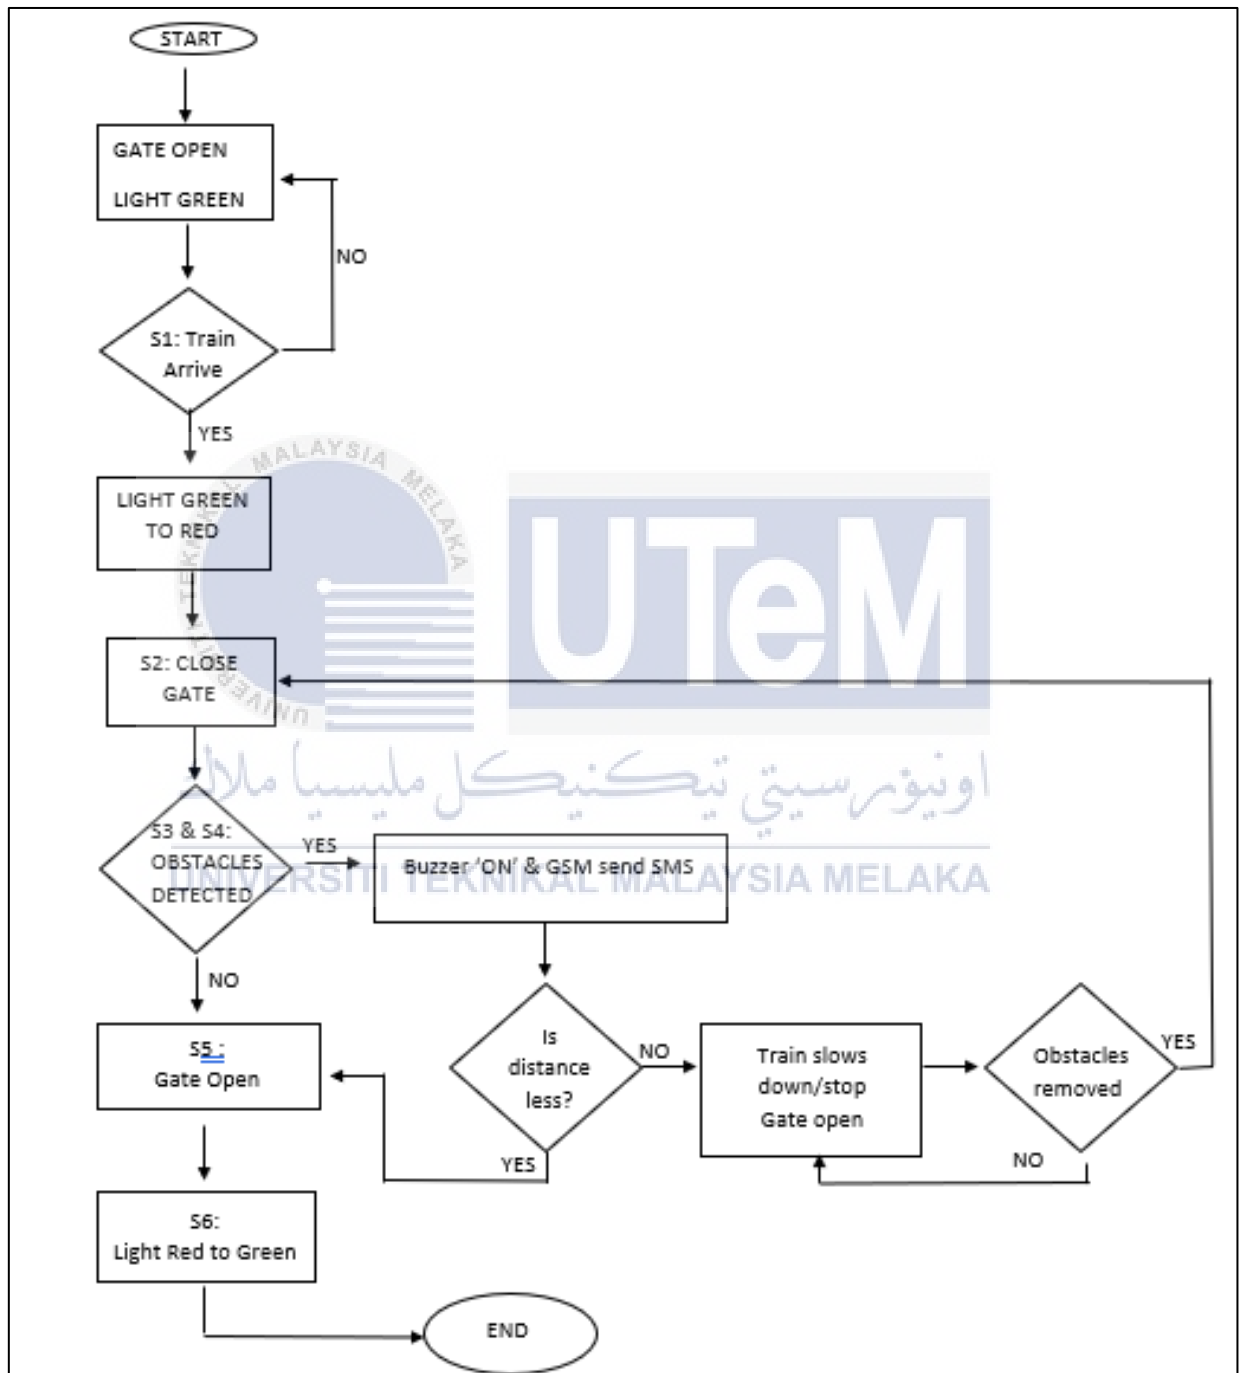 START
GATE OPEN
LIGHT GREEN
NO
S1: Train
Arrive
YES
LIGHT GREEN
TO RED
UNIVERSITI TEKNIKAL MALAYSIA MELAKA
UTeM
S2: CLOSE
GATE
اونيۏرسيتي تيكنيكل مليسيا ملاك
UNIVERSITI TEKNIKAL MALAYSIA MELAKA
S3 & S4:
OBSTACLES
DETECTED
YES
Buzzer ‘ON’ & GSM send SMS
NO
S5 :
Gate Open
Is
distance
less?
NO
YES
Train slows
down/stop
Gate open
Obstacles
removed
YES
NO
S6:
Light Red to Green
END